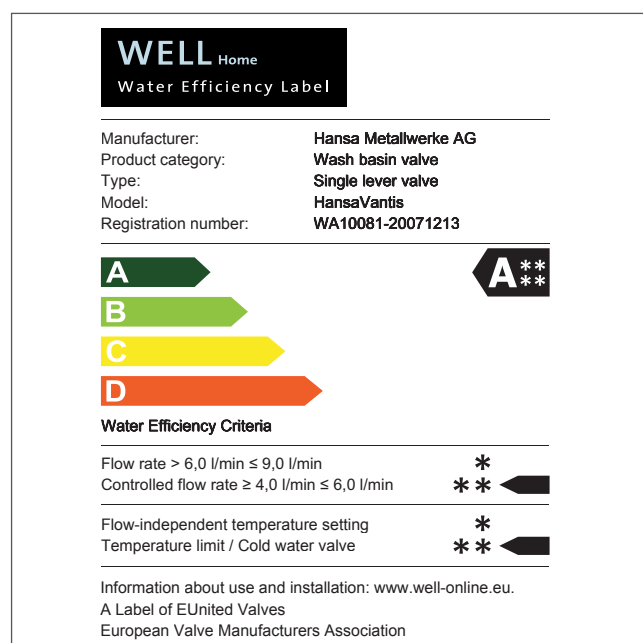 WELL Home
Water Efficiency Label
Manufacturer: Hansa Metallwerke AG
Product category: Wash basin valve
Type: Single lever valve
Model: HansaVantis
Registration number: WA10081-20071213
A A****
B
C
D
Water Efficiency Criteria
Flow rate > 6,0 l/min ≤ 9,0 l/min *
Controlled flow rate ≥ 4,0 l/min ≤ 6,0 l/min **
Flow-independent temperature setting *
Temperature limit / Cold water valve **
Information about use and installation: www.well-online.eu.
A Label of EUnited Valves
European Valve Manufacturers Association